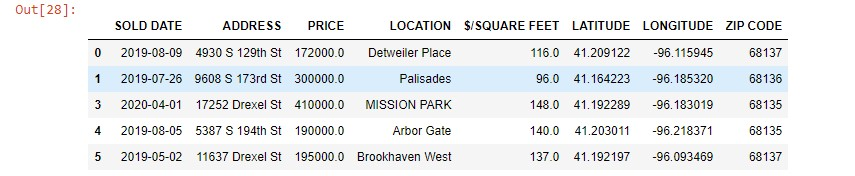 Out[28]:
SOLD DATE ADDRESS PRICE LOCATION $/SQUARE FEET LATITUDE LONGITUDE ZIP CODE
0 2019-08-09 4930 S 129th St 172000.0 Detweiler Place 116.0 41.209122 -96.115945 68137
1 2019-07-26 9608 S 173rd St 300000.0 Palisades 96.0 41.164223 -96.185320 68136
3 2020-04-01 17252 Drexel St 410000.0 MISSION PARK 148.0 41.192289 -96.183019 68135
4 2019-08-05 5387 S 194th St 190000.0 Arbor Gate 140.0 41.203011 -96.218371 68135
5 2019-05-02 11637 Drexel St 195000.0 Brookhaven West 137.0 41.192197 -96.093469 68137